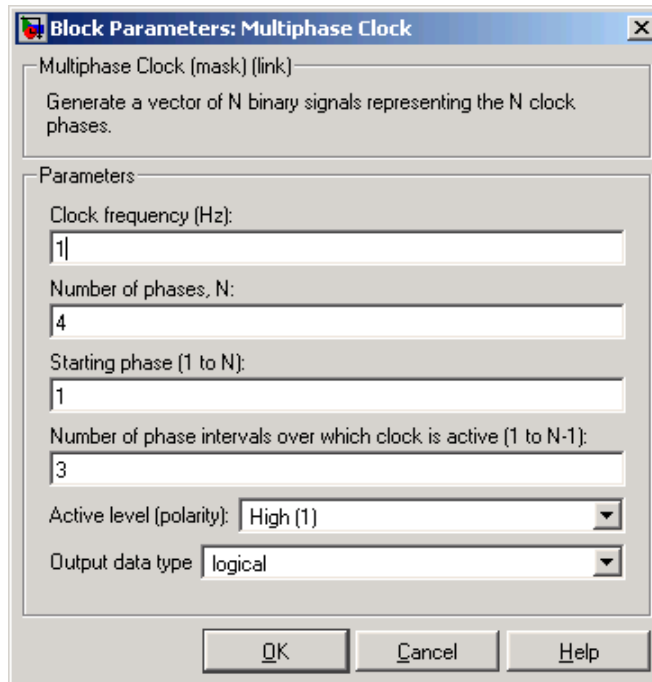 Block Parameters: Multiphase Clock
Multiphase Clock (mask) (link)
Generate a vector of N binary signals representing the N clock
phases.
Parameters
Clock frequency (Hz):
1
Number of phases, N:
4
Starting phase (1 to N):
1
Number of phase intervals over which clock is active (1 to N-1):
3
Active level (polarity): High (1)
Output data type logical
OK Cancel Help